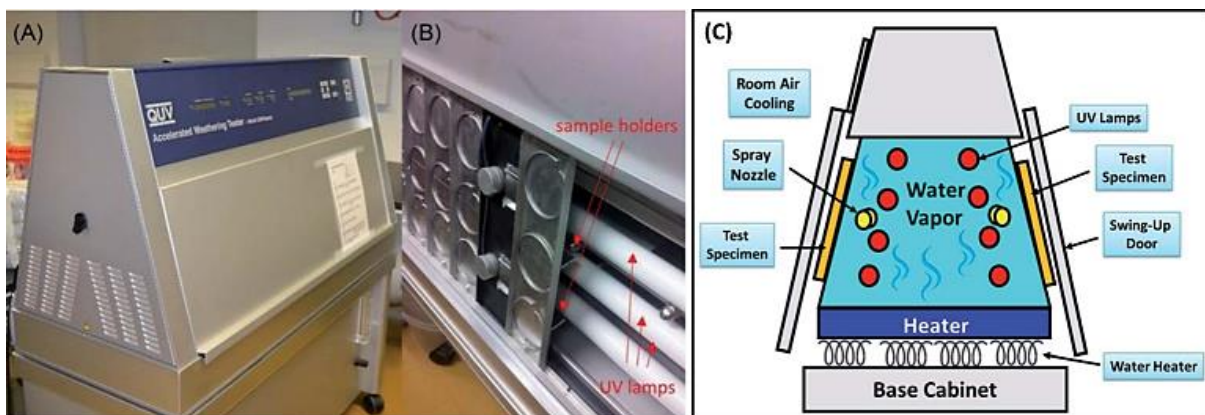 (A)
QUV
Accelerated Weathering Tester
(B)
sample holders
UV lamps
(C)
Room Air
Cooling
UV Lamps
Spray
Nozzle
Test
Specimen
Water
Vapor
Test
Specimen
Swing-Up
Door
Heater
Water Heater
Base Cabinet